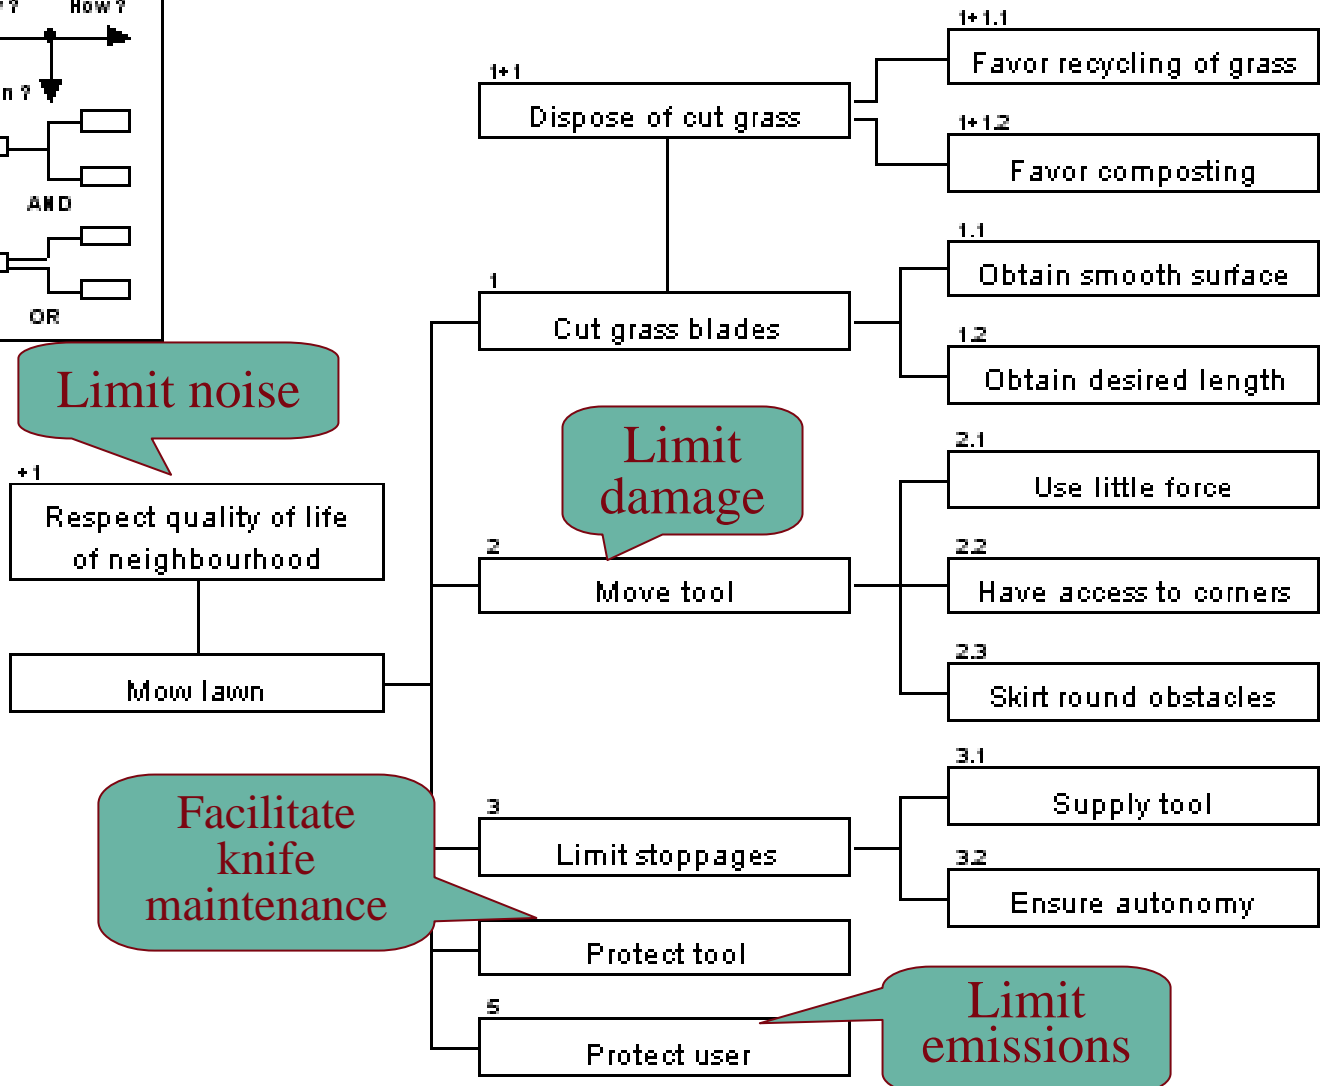 How ?
AND
OR
Limit noise
+1
Respect quality of life
of neighbourhood
Mow lawn
1+1
Dispose of cut grass
1+1.1
Favor recycling of grass
1+1.2
Favor composting
1
Cut grass blades
1.1
Obtain smooth surface
1.2
Obtain desired length
Limit
damage
2
Move tool
2.1
Use little force
2.2
Have access to corners
2.3
Skirt round obstacles
Facilitate
knife
maintenance
3
Limit stoppages
3.1
Supply tool
3.2
Ensure autonomy
Protect tool
5
Protect user
Limit
emissions